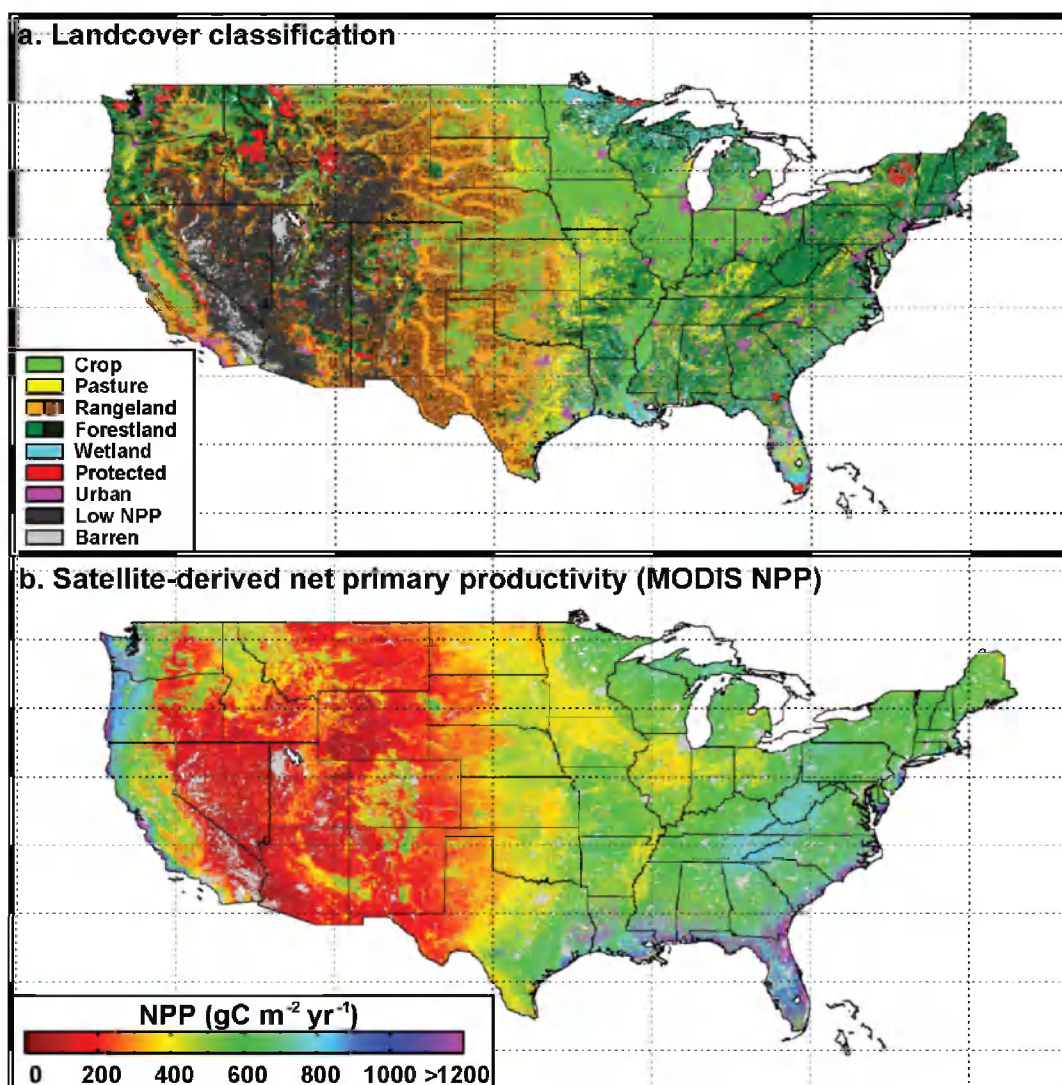 a. Landcover classification
Crop
Pasture
Rangeland
Forestland
Wetland
Protected
Urban
Low NPP
Barren
b. Satellite-derived net primary productivity (MODIS NPP)
NPP (gC m⁻² yr⁻¹)
0 200 400 600 800 1000 >1200